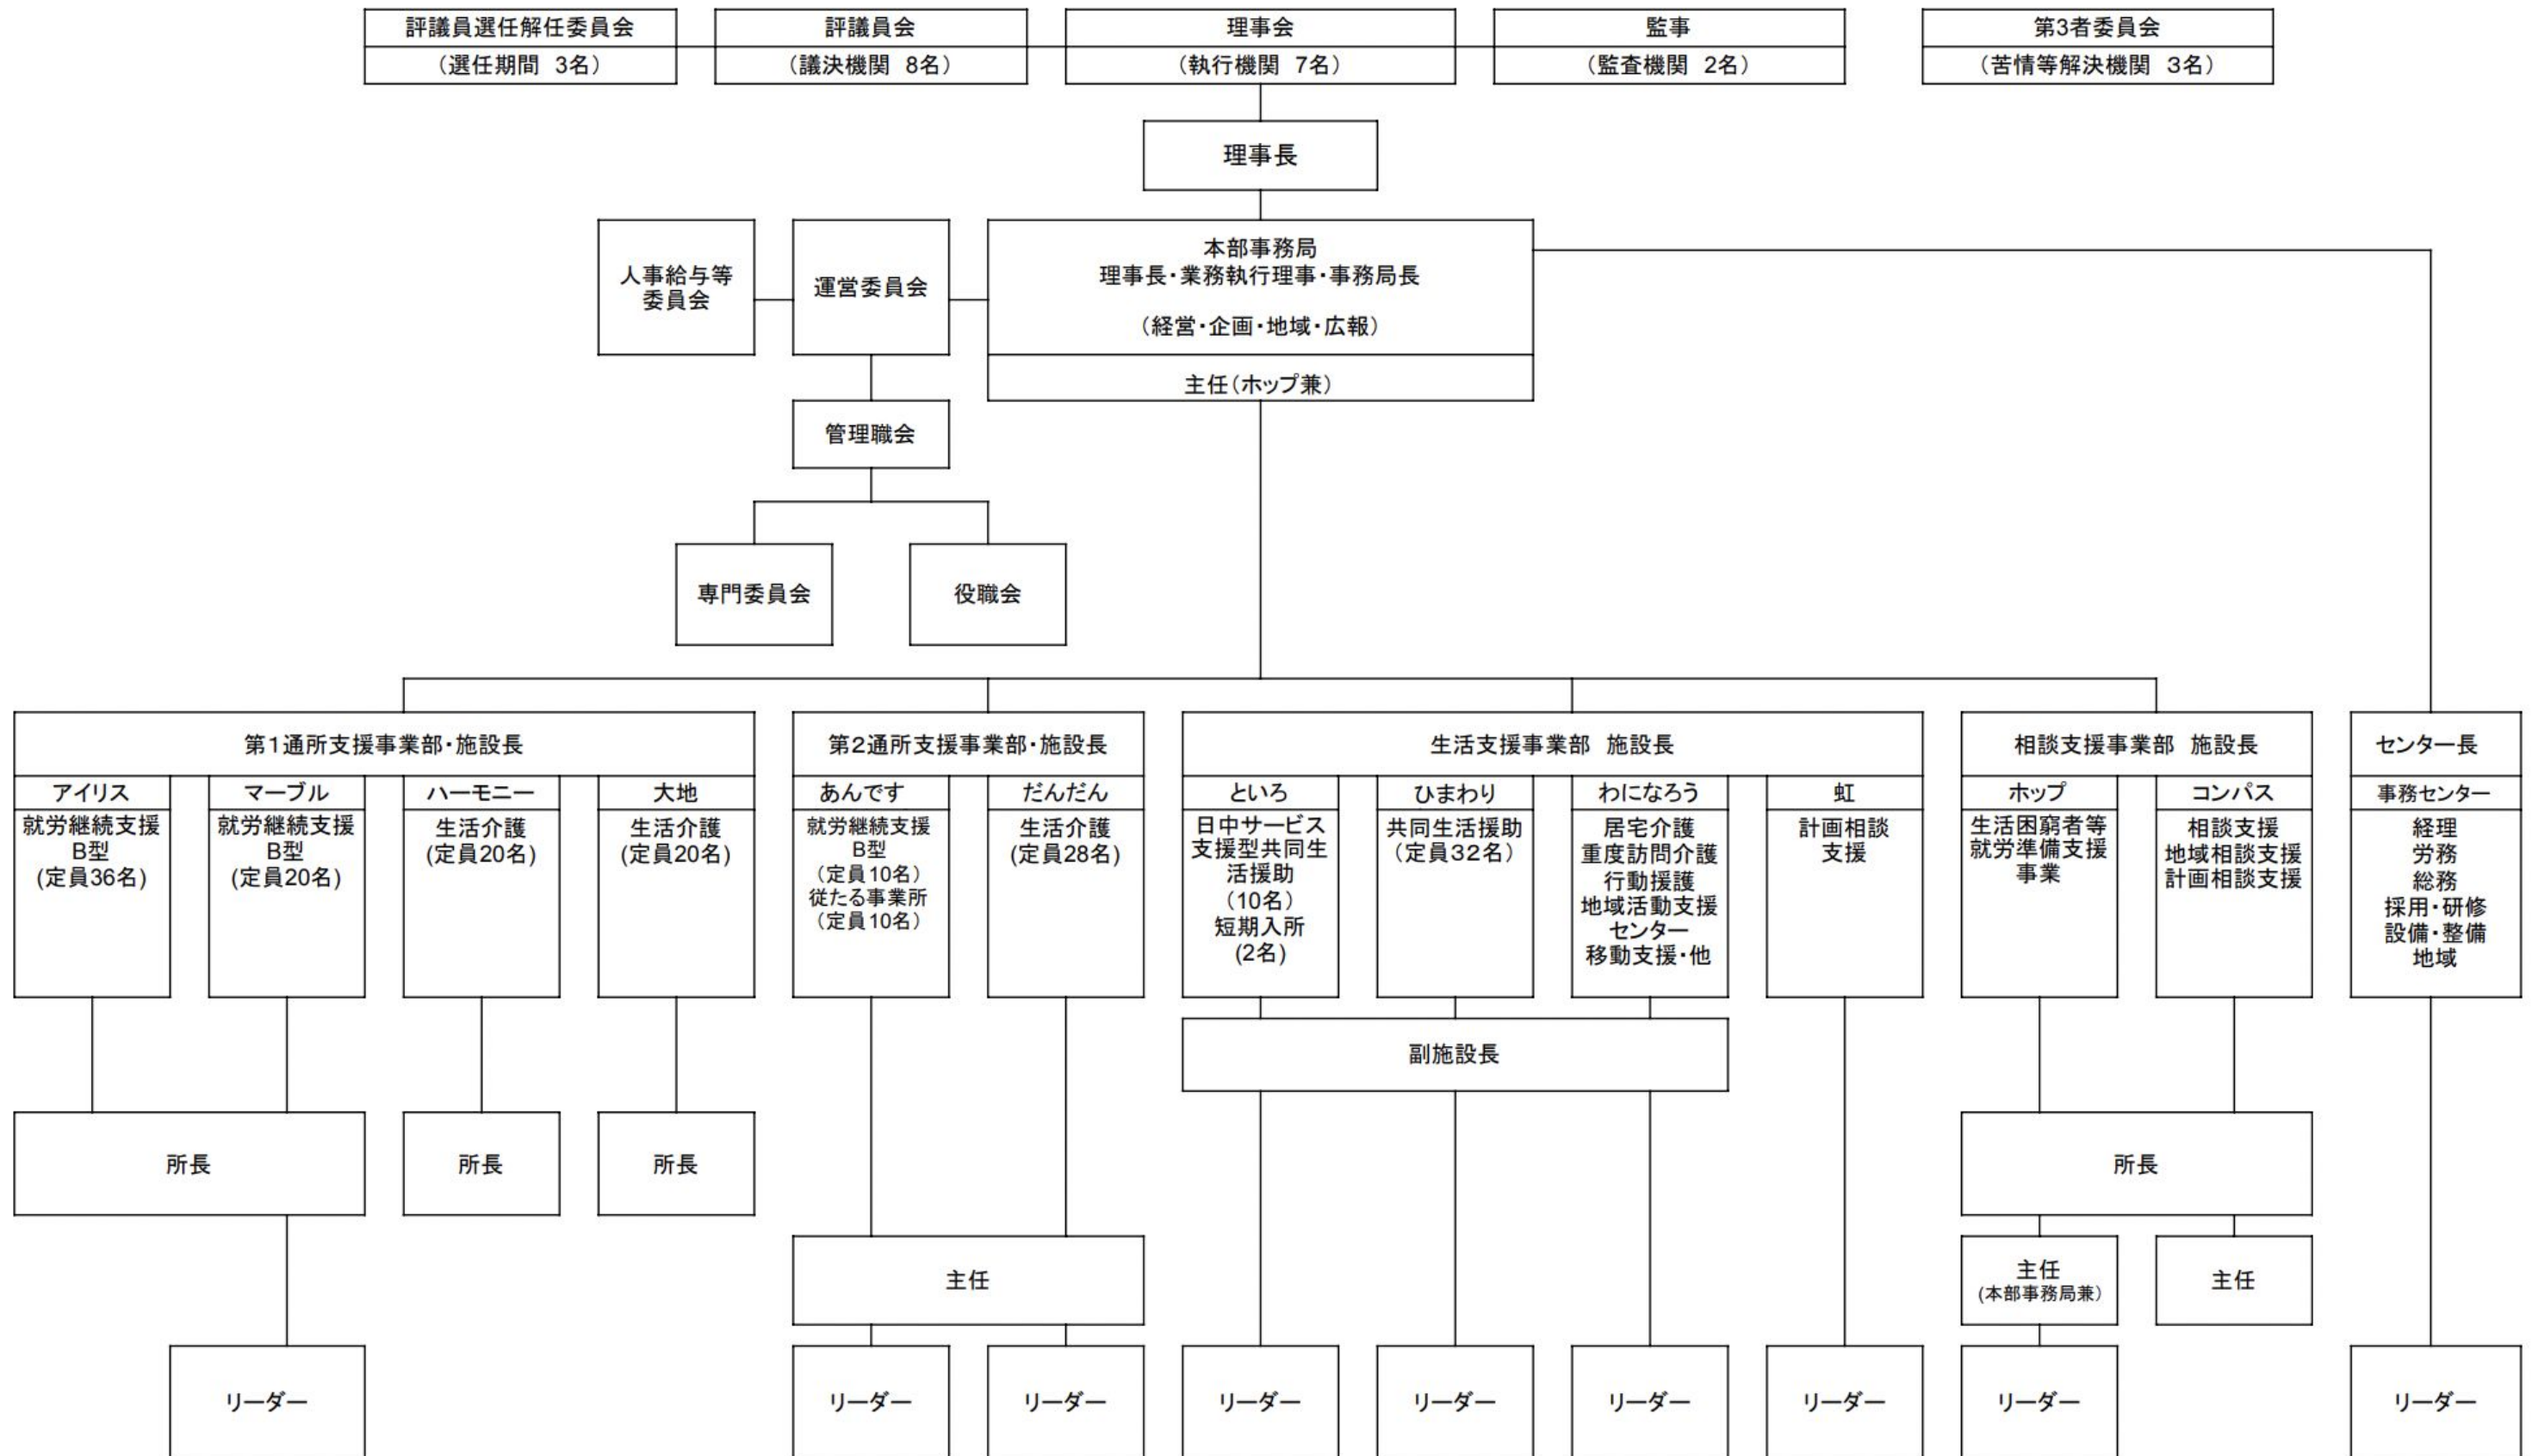 評議員選任解任委員会
（選任期間 3名）
評議員会
（議決機関 8名）
理事会
（執行機関 7名）
監事
（監査機関 2名）
第3者委員会
（苦情等解決機関 3名）
理事長
人事給与等
委員会
運営委員会
本部事務局
理事長・業務執行理事・事務局長
（経営・企画・地域・広報）
主任（ホップ兼）
管理職会
専門委員会
役職会
第１通所支援事業部・施設長
アイリス
就労継続支援
B型
(定員36名)
マーブル
就労継続支援
B型
(定員20名)
ハーモニー
生活介護
(定員20名)
大地
生活介護
(定員20名)
第２通所支援事業部・施設長
あんです
就労継続支援
B型
（定員10名）
従たる事業所
（定員10名）
だんだん
生活介護
(定員28名)
生活支援事業部　施設長
といろ
日中サービス
支援型共同生
活援助
（10名）
短期入所
(2名)
ひまわり
共同生活援助
（定員３２名）
わになろう
居宅介護
重度訪問介護
行動援護
地域活動支援
センター
移動支援・他
虹
計画相談
支援
相談支援事業部　施設長
ホップ
生活困窮者等
就労準備支援
事業
コンパス
相談支援
地域相談支援
計画相談支援
センター長
事務センター
経理
労務
総務
採用・研修
設備・整備
地域
副施設長
所長
所長
所長
所長
主任
主任
(本部事務局兼）
主任
リーダー
リーダー
リーダー
リーダー
リーダー
リーダー
リーダー
リーダー
リーダー